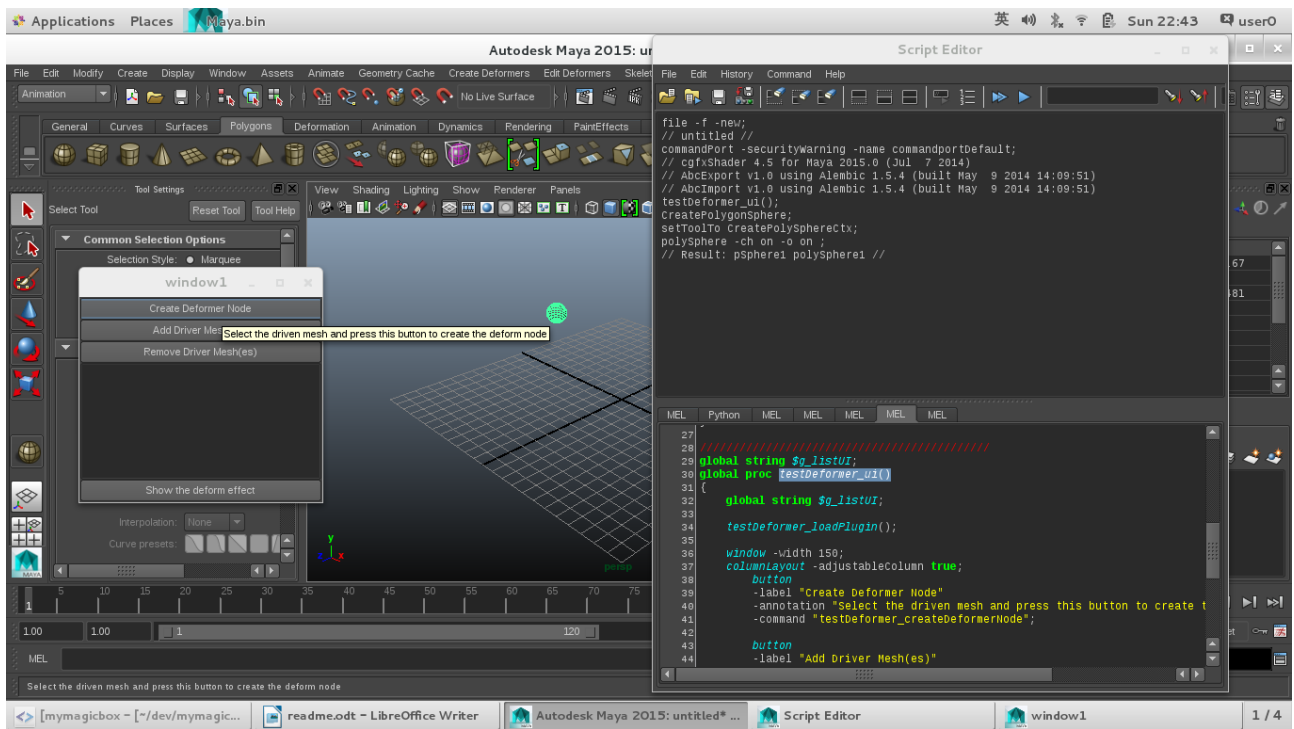 Applications Places Maya.bin 英 Sun 22:43 userO
Autodesk Maya 2015: un
File Edit Modify Create Display Window Assets Animate Geometry Cache Create Deformers Edit Deformers Skelet
Animation No Live Surface
General Curves Surfaces Polygons Deformation Animation Dynamics Rendering PaintEffects
Tool Settings
Select Tool Reset Tool Tool Help
Common Selection Options
Selection Style: Marquee
View Shading Lighting Show Renderer Panels
window1
Create Deformer Node
Add Driver Mes
Select the driven mesh and press this button to create the deform node
Remove Driver Mesh(es)
Show the deform effect
Interpolation: None
Curve presets:
y
z x
persp
Script Editor
File Edit History Command Help
file -f -new;
// untitled //
commandPort -securityWarning -name commandportDefault;
// cgfxShader 4.5 for Maya 2015.0 (Jul 7 2014)
// AbcExport v1.0 using Alembic 1.5.4 (built May 9 2014 14:09:51)
// AbcImport v1.0 using Alembic 1.5.4 (built May 9 2014 14:09:51)
testDeformer_ui();
CreatePolygonSphere;
setToolTo CreatePolySphereCtx;
polySphere -ch on -o on ;
// Result: pSphere1 polySphere1 //
MEL Python MEL MEL MEL MEL MEL
27 }
28 ////////////////////////////////////////////
29 global string $g_listUI;
30 global proc testDeformer_ui()
31 {
32 global string $g_listUI;
33
34 testDeformer_loadPlugin();
35
36 window -width 150;
37 columnLayout -adjustableColumn true;
38 button
39 -label "Create Deformer Node"
40 -annotation "Select the driven mesh and press this button to create t
41 -command "testDeformer_createDeformerNode";
42
43 button
44 -label "Add Driver Mesh(es)"
.67
481
5 10 15 20 25 30 35 40 45 50 55 60 65 70 75
1
1.00 1.00 1 120
et
MEL
MAYA
Select the driven mesh and press this button to create the deform node
[mymagicbox - [~/dev/mymagic... readme.odt - LibreOffice Writer Autodesk Maya 2015: untitled* ... Script Editor window1 1 / 4